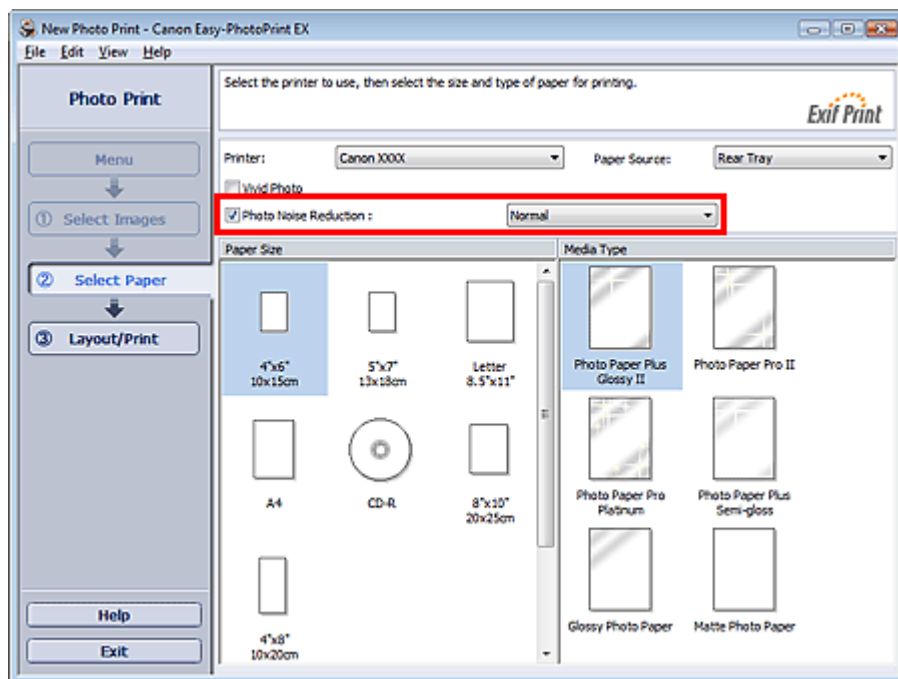 New Photo Print - Canon Easy-PhotoPrint EX
File Edit View Help
Photo Print
Menu
① Select Images
② Select Paper
③ Layout/Print
Help
Exit
Select the printer to use, then select the size and type of paper for printing.
Exif Print
Printer: Canon XXXX Paper Source: Rear Tray
Vivid Photo
Photo Noise Reduction : Normal
Paper Size
4"x6"
10x15cm
5"x7"
13x18cm
Letter
8.5"x11"
A4
CD-R
8"x10"
20x25cm
4"x8"
10x20cm
Media Type
Photo Paper Plus
Glossy II
Photo Paper Pro II
Photo Paper Pro
Platinum
Photo Paper Plus
Semi-gloss
Glossy Photo Paper
Matte Photo Paper